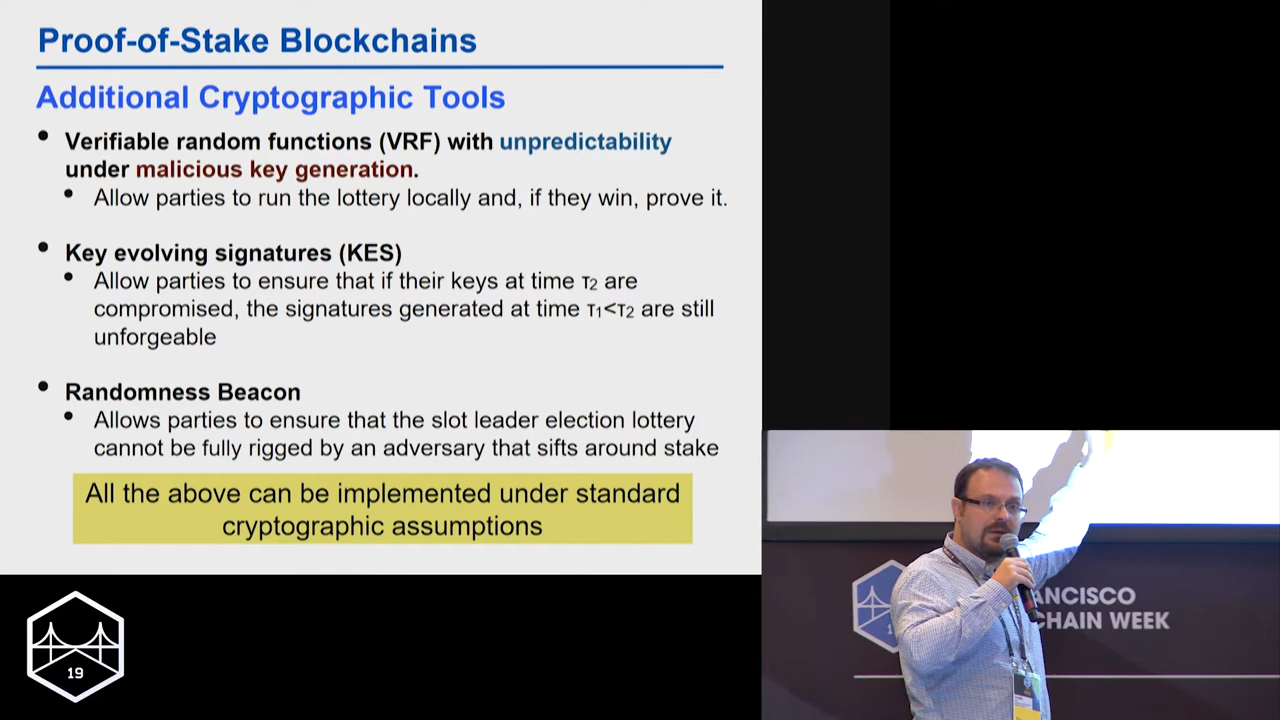 Proof-of-Stake Blockchains
Additional Cryptographic Tools
• Verifiable random functions (VRF) with unpredictability
under malicious key generation.
• Allow parties to run the lottery locally and, if they win, prove it.
• Key evolving signatures (KES)
• Allow parties to ensure that if their keys at time τ₂ are
compromised, the signatures generated at time τ₁<τ₂ are still
unforgeable
• Randomness Beacon
• Allows parties to ensure that the slot leader election lottery
cannot be fully rigged by an adversary that sifts around stake
All the above can be implemented under standard
cryptographic assumptions
19
ANCISCO
CHAIN WEEK